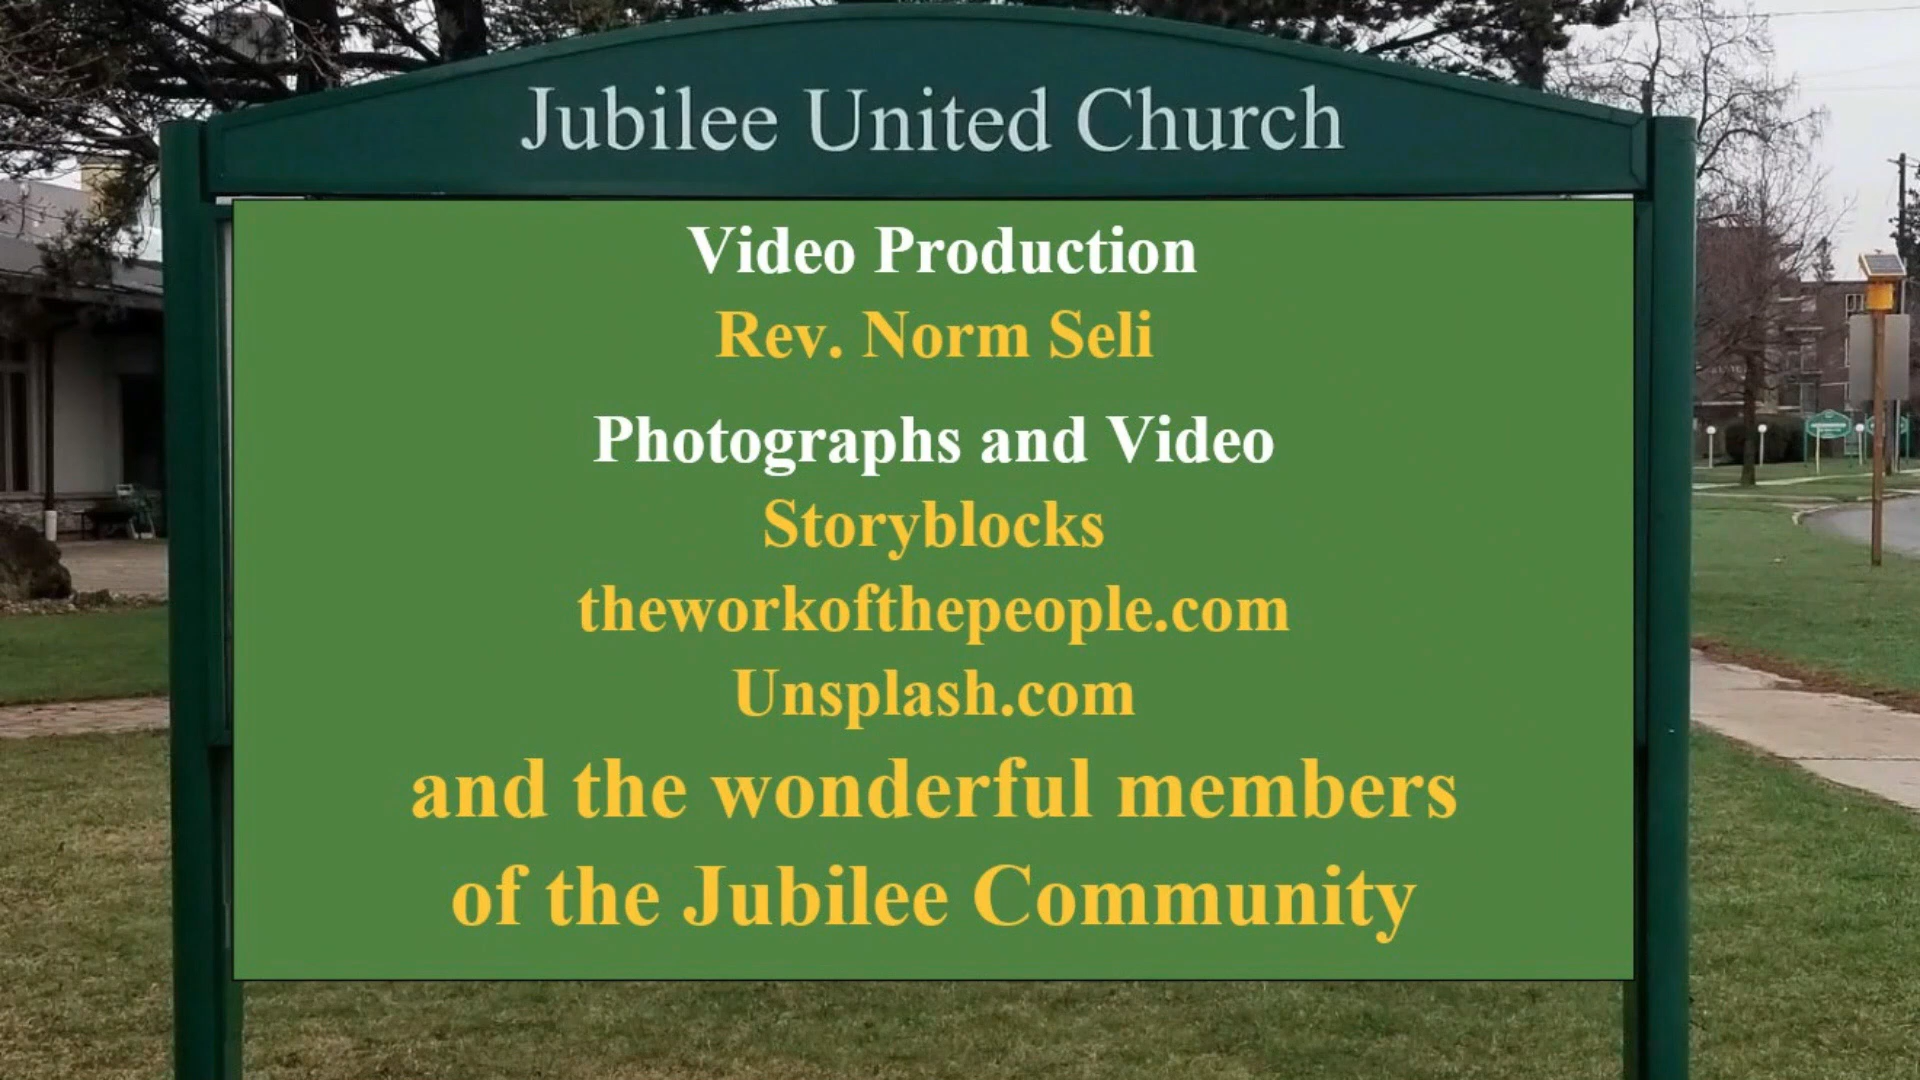 Jubilee United Church
Video Production
Rev. Norm Seli
Photographs and Video
Storyblocks
theworkofthepeople.com
Unsplash.com
and the wonderful members
of the Jubilee Community